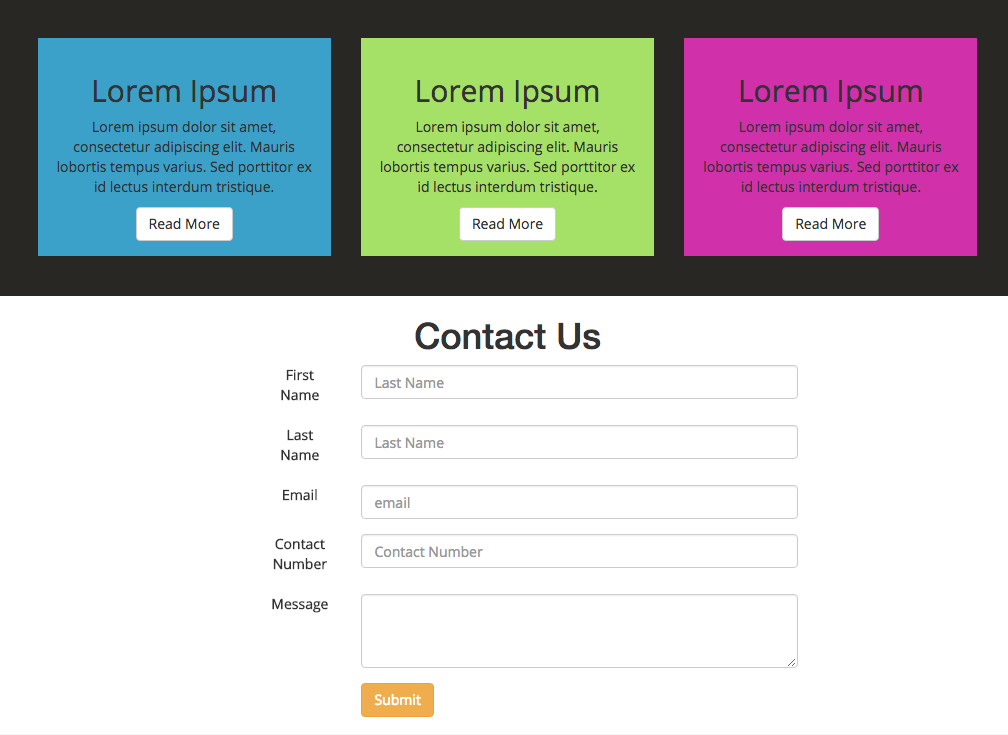 Lorem Ipsum
Lorem ipsum dolor sit amet,
consectetur adipiscing elit. Mauris
lobortis tempus varius. Sed porttitor ex
id lectus interdum tristique.
Read More
Lorem Ipsum
Lorem ipsum dolor sit amet,
consectetur adipiscing elit. Mauris
lobortis tempus varius. Sed porttitor ex
id lectus interdum tristique.
Read More
Lorem Ipsum
Lorem ipsum dolor sit amet,
consectetur adipiscing elit. Mauris
lobortis tempus varius. Sed porttitor ex
id lectus interdum tristique.
Read More
Contact Us
First
Name
Last Name
Last
Name
Last Name
Email
email
Contact
Number
Contact Number
Message
Submit